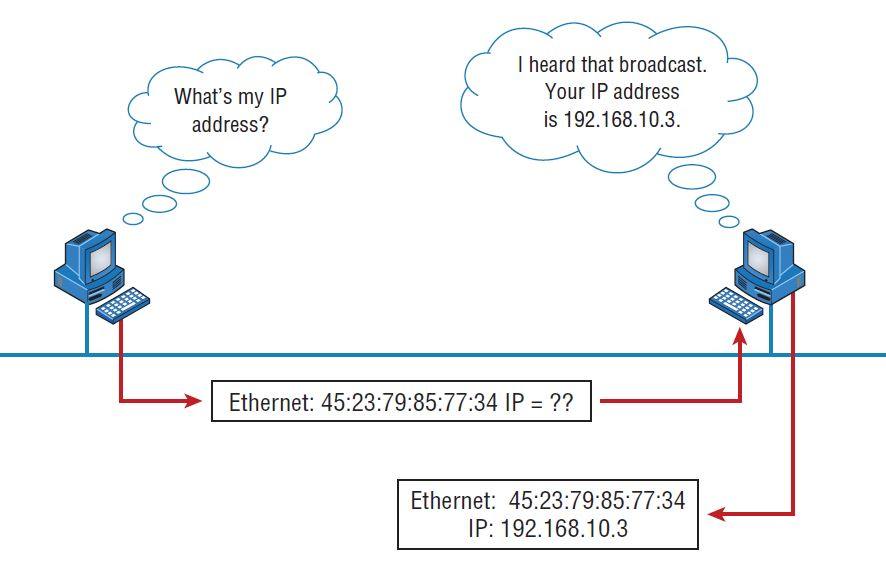 What's my IP
address?
I heard that broadcast.
Your IP address
is 192.168.10.3.
Ethernet: 45:23:79:85:77:34 IP = ??
Ethernet:  45:23:79:85:77:34
IP: 192.168.10.3